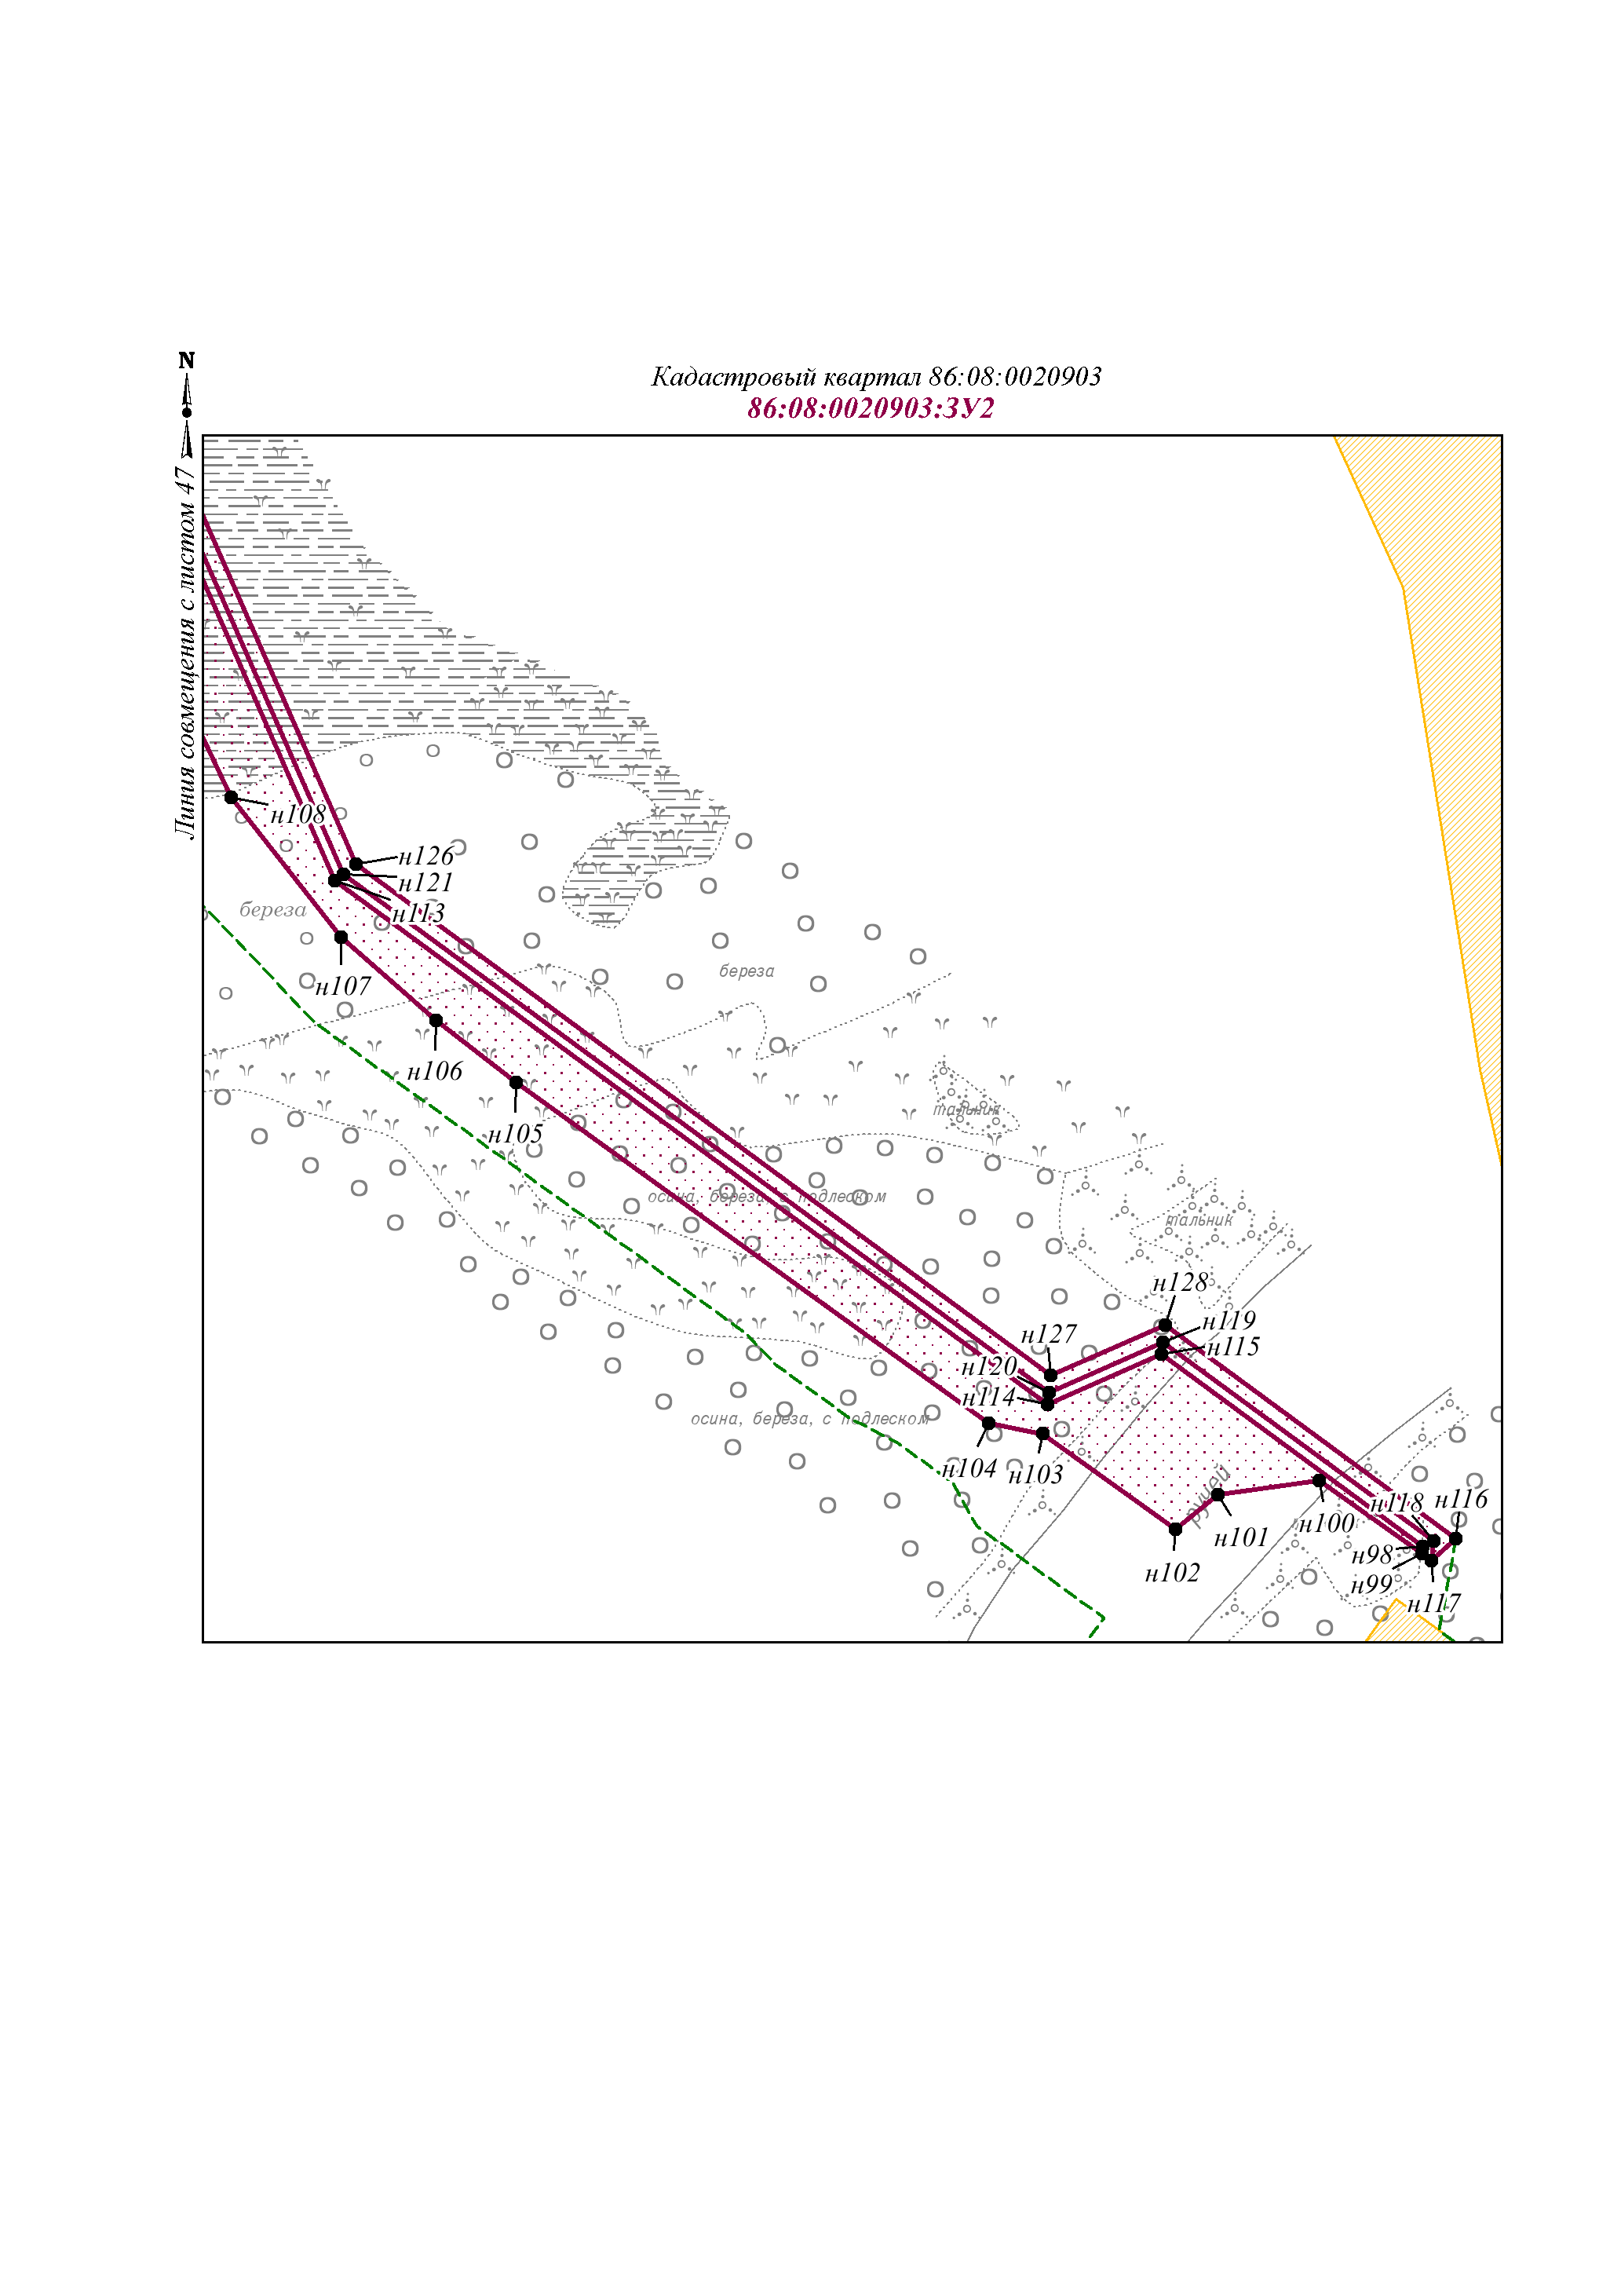 N
Кадастровый квартал 86:08:0020903
86:08:0020903:ЗУ2
Линия совмещения с листом 47
н108
н126
н121
н113
береза
н107
береза
н106
тальник
н105
осина, береза, с подлеском
тальник
н128
н119
н127
н115
н120
н114
осина, береза, с подлеском
н104
н103
ручей
н118
н116
н100
н101
н98
н102
н99
н117